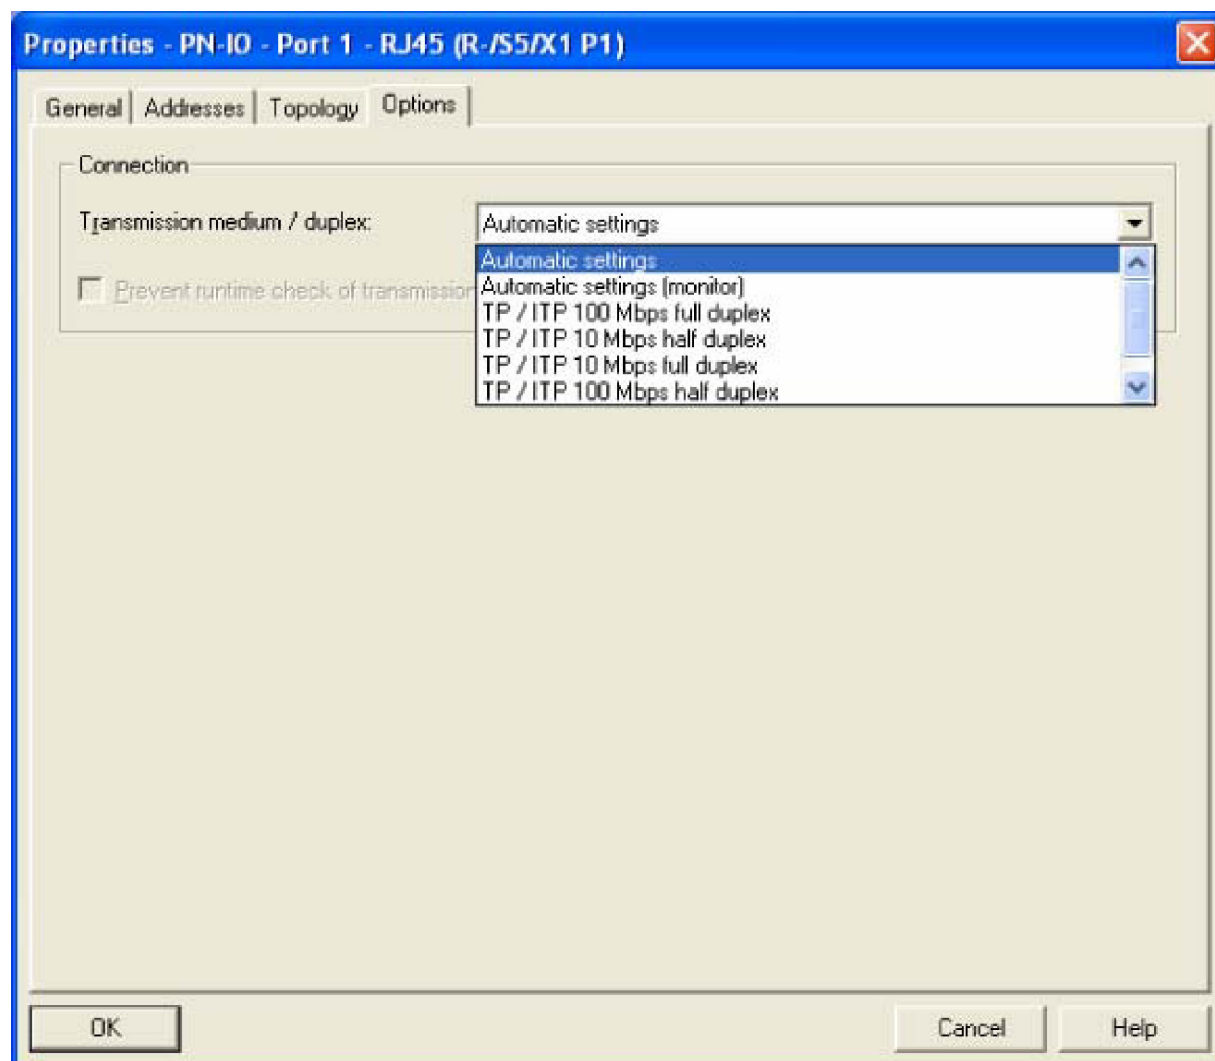 Properties - PN-IO - Port 1 - RJ45 (R-/S5/X1 P1)
General Addresses Topology Options
Connection
Transmission medium / duplex:
Automatic settings
Automatic settings
Automatic settings (monitor)
Prevent runtime check of transmission
TP / ITP 100 Mbps full duplex
TP / ITP 10 Mbps half duplex
TP / ITP 10 Mbps full duplex
TP / ITP 100 Mbps half duplex
OK
Cancel
Help